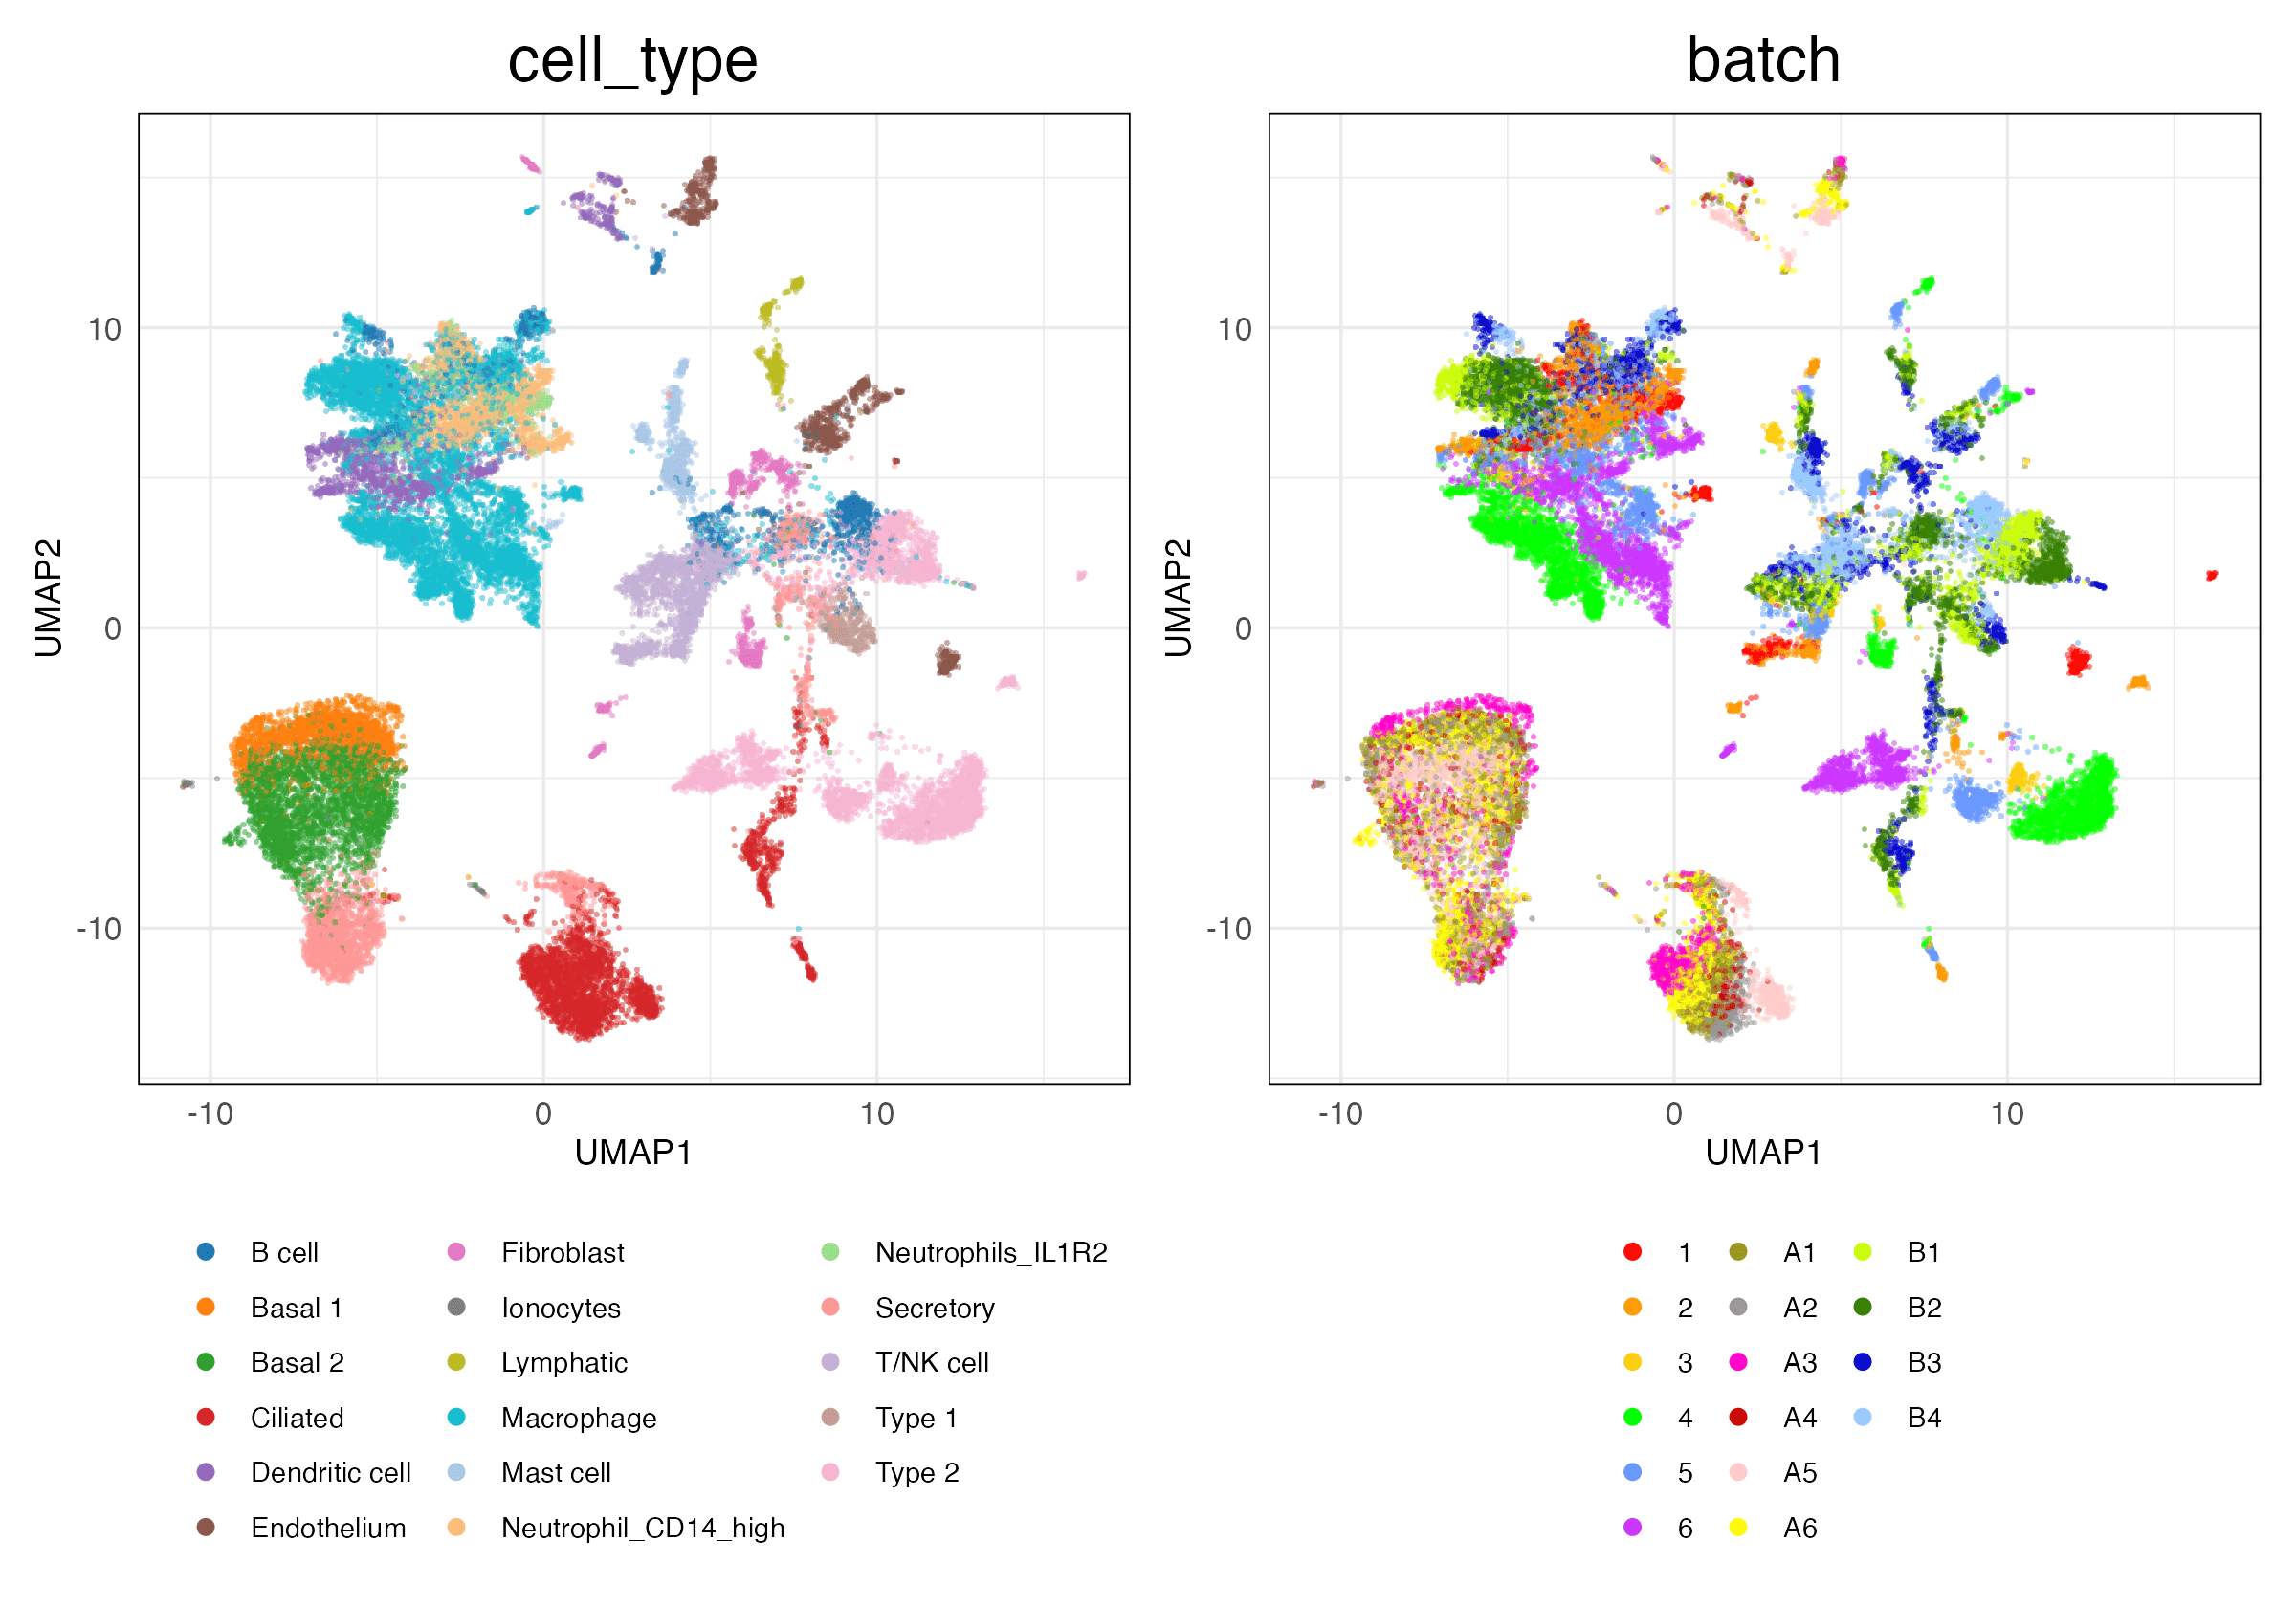 cell_type
batch
10
0
-10
UMAP2
-10
0
10
UMAP1
10
0
-10
UMAP2
-10
0
10
UMAP1
B cell
Fibroblast
Neutrophils_IL1R2
Basal 1
Ionocytes
Secretory
Basal 2
Lymphatic
T/NK cell
Ciliated
Macrophage
Type 1
Dendritic cell
Mast cell
Type 2
Endothelium
Neutrophil_CD14_high
1
A1
B1
2
A2
B2
3
A3
B3
4
A4
B4
5
A5
6
A6